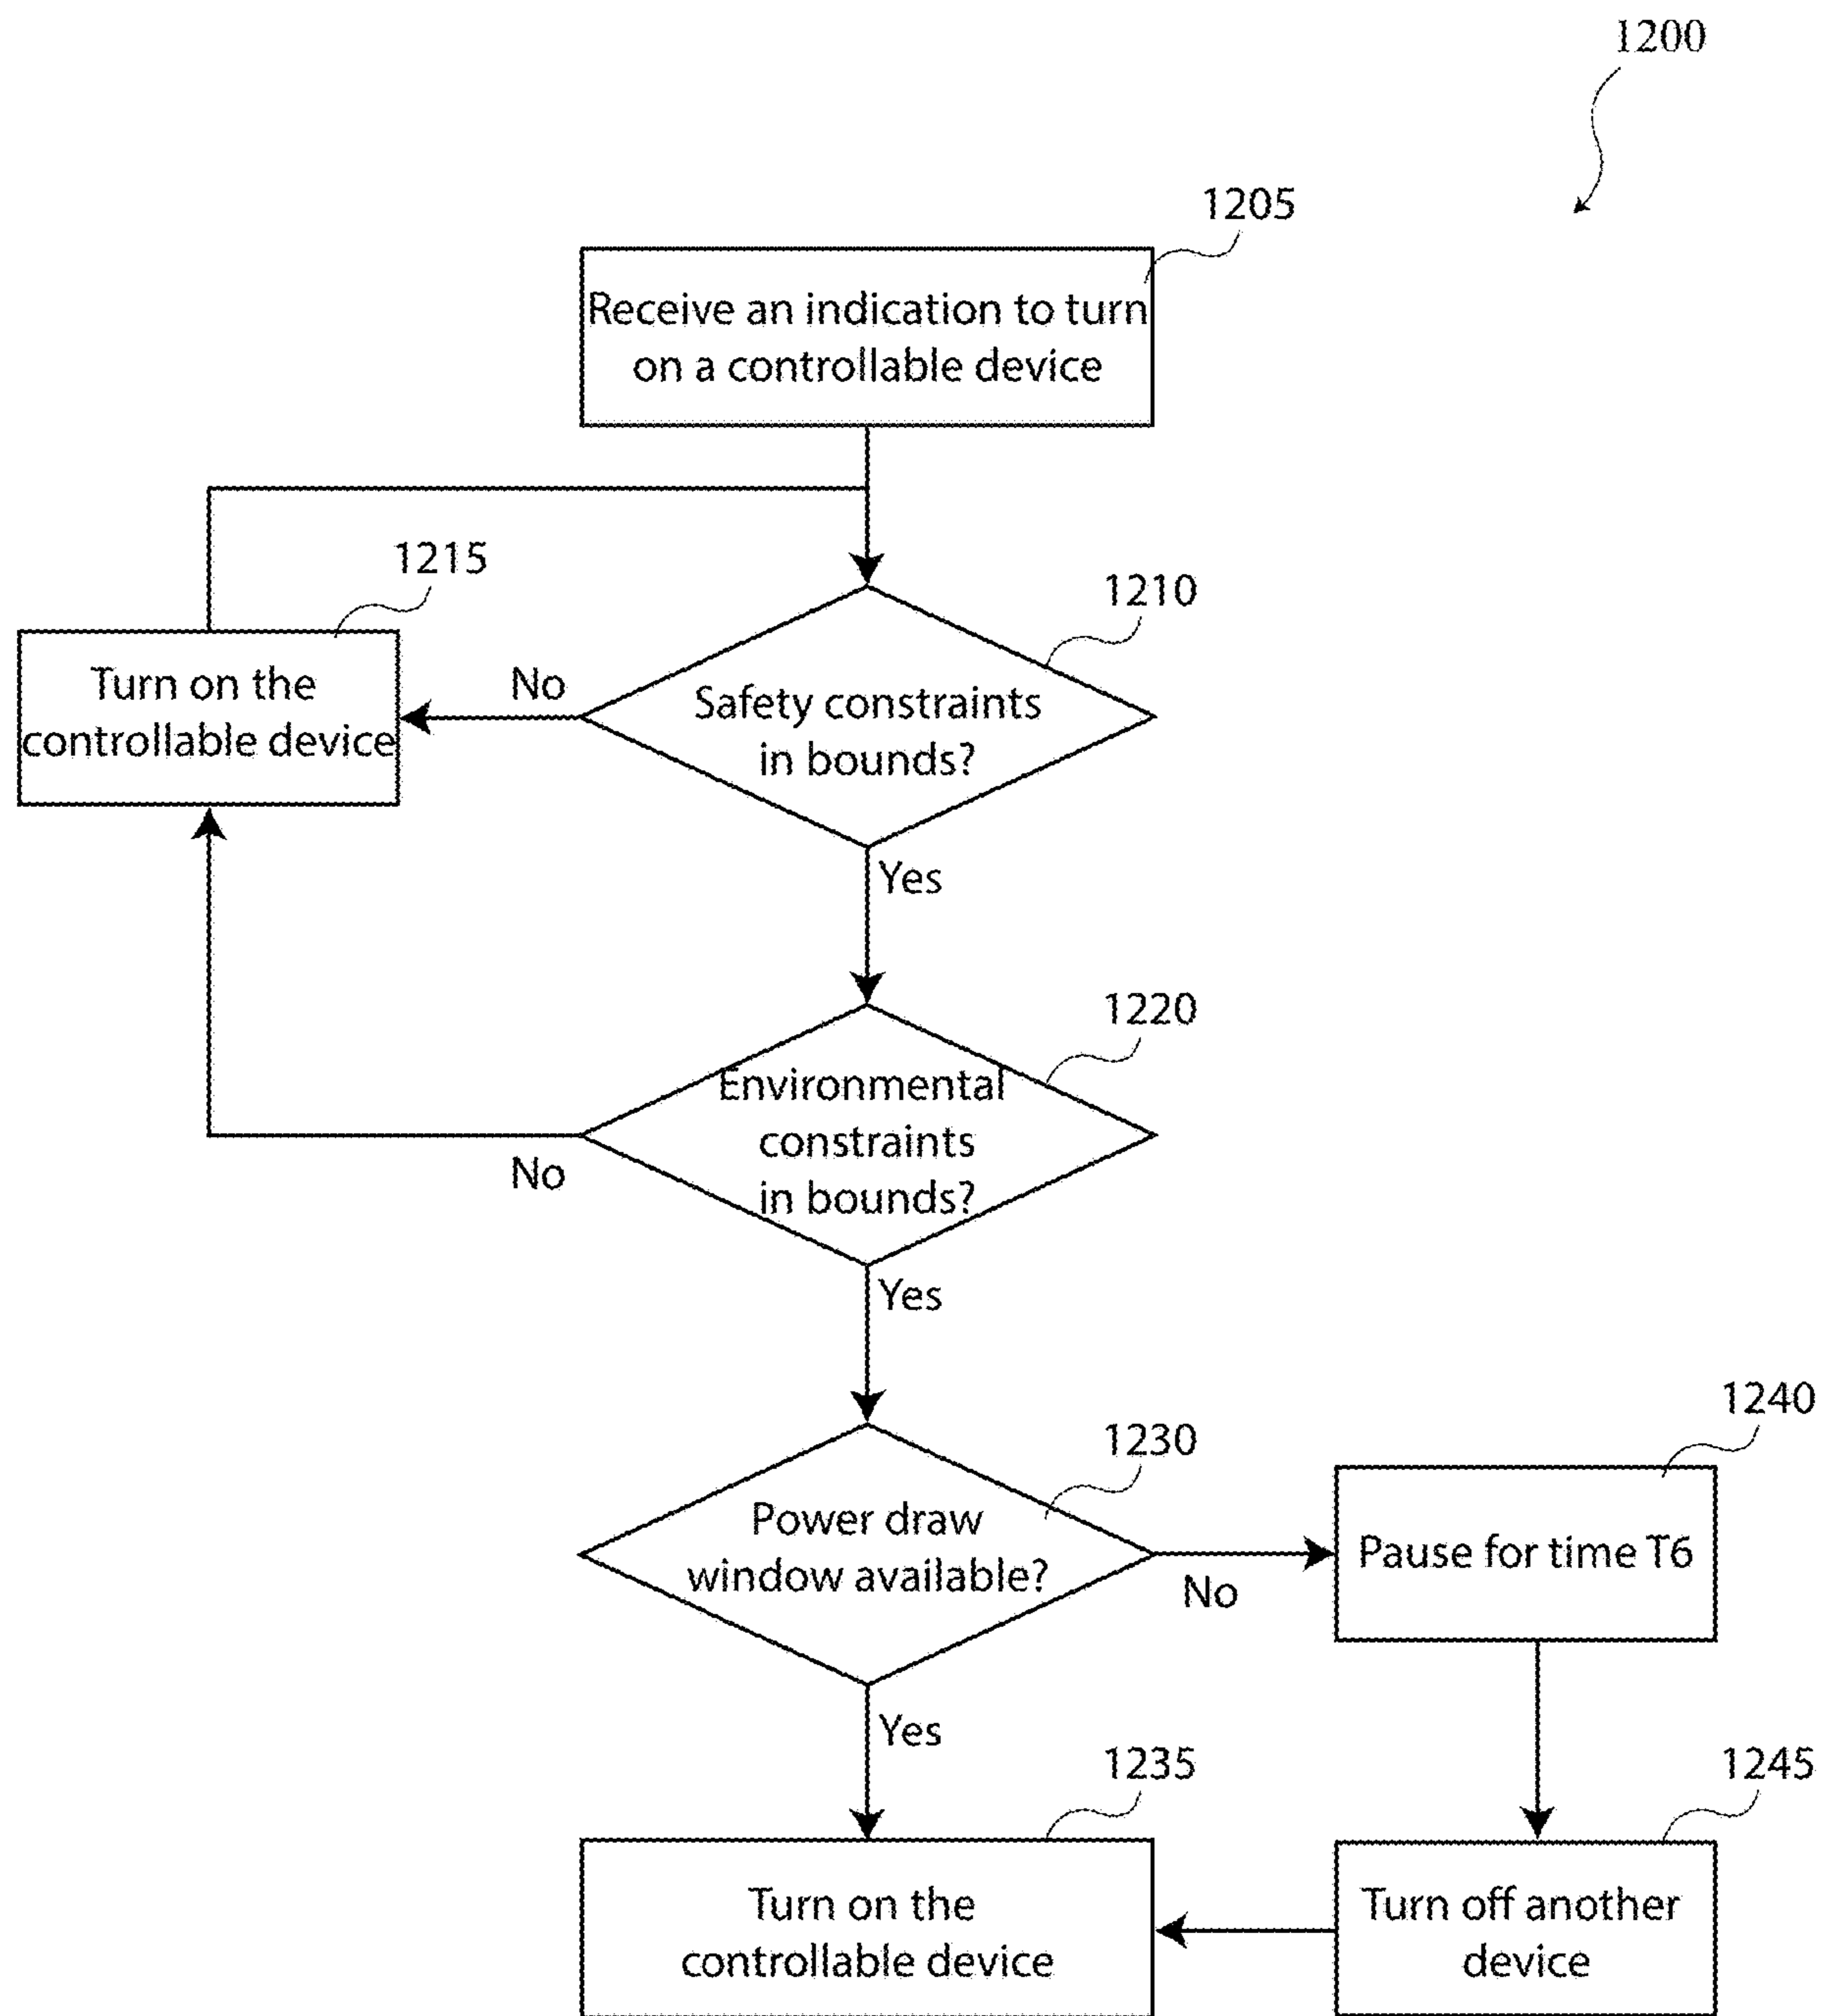 1200
1205
Receive an indication to turn
on a controllable device
1215
1210
Turn on the
controllable device
No
Safety constraints
in bounds?
Yes
1220
Environmental
constraints
in bounds?
No
Yes
1240
1230
Power draw
window available?
No
Pause for time T6
Yes
1235
1245
Turn on the
controllable device
Turn off another
device